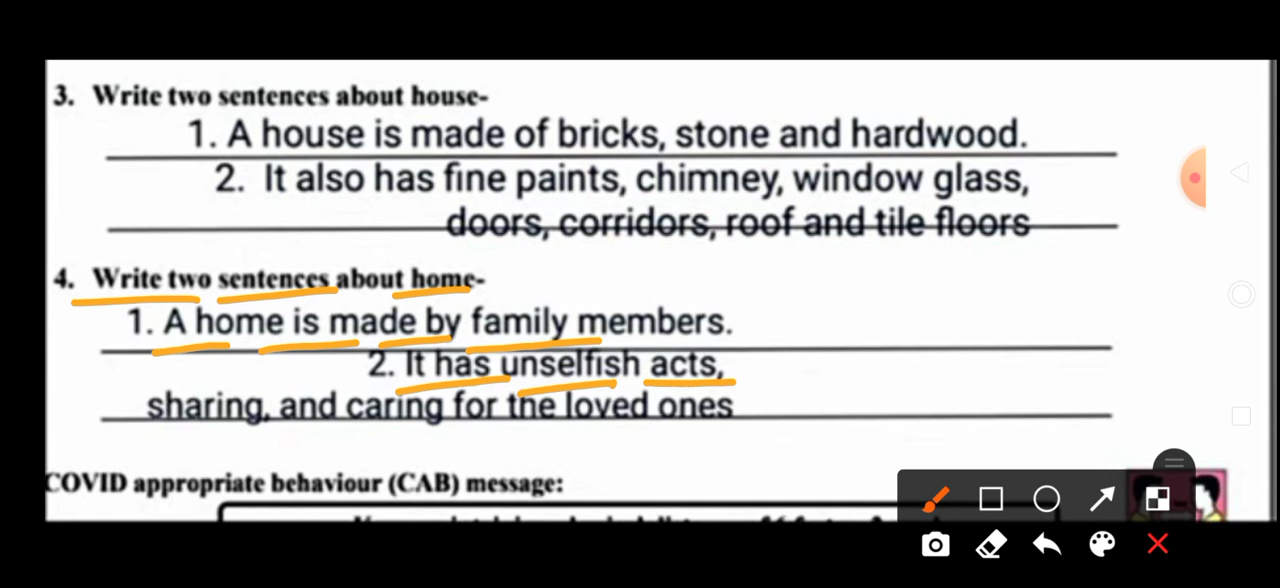 3. Write two sentences about house-
1. A house is made of bricks, stone and hardwood.
2. It also has fine paints, chimney, window glass,
doors, corridors, roof and tile floors
4. Write two sentences about home-
1. A home is made by family members.
2. It has unselfish acts,
sharing, and caring for the loved ones
COVID appropriate behaviour (CAB) message: